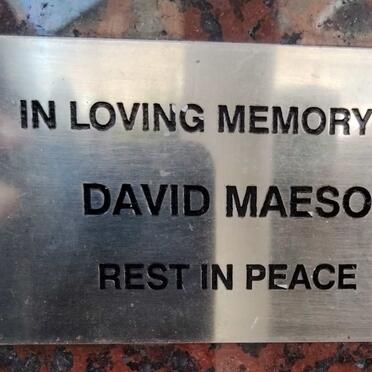 IN LOVING MEMORY
DAVID MAESO
REST IN PEACE